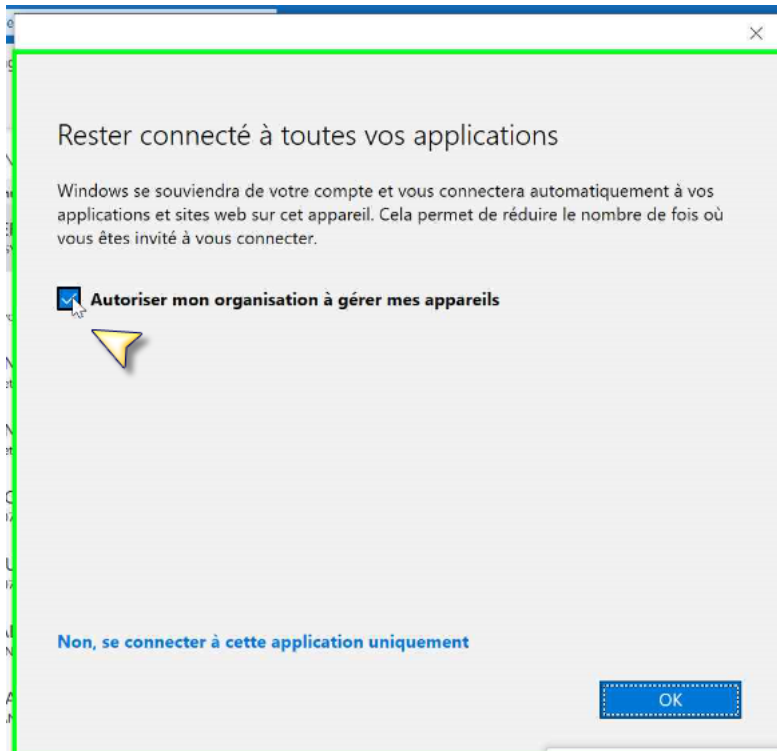 Rester connecté à toutes vos applications
Windows se souviendra de votre compte et vous connectera automatiquement à vos
applications et sites web sur cet appareil. Cela permet de réduire le nombre de fois où
vous êtes invité à vous connecter.
Autoriser mon organisation à gérer mes appareils
Non, se connecter à cette application uniquement
OK